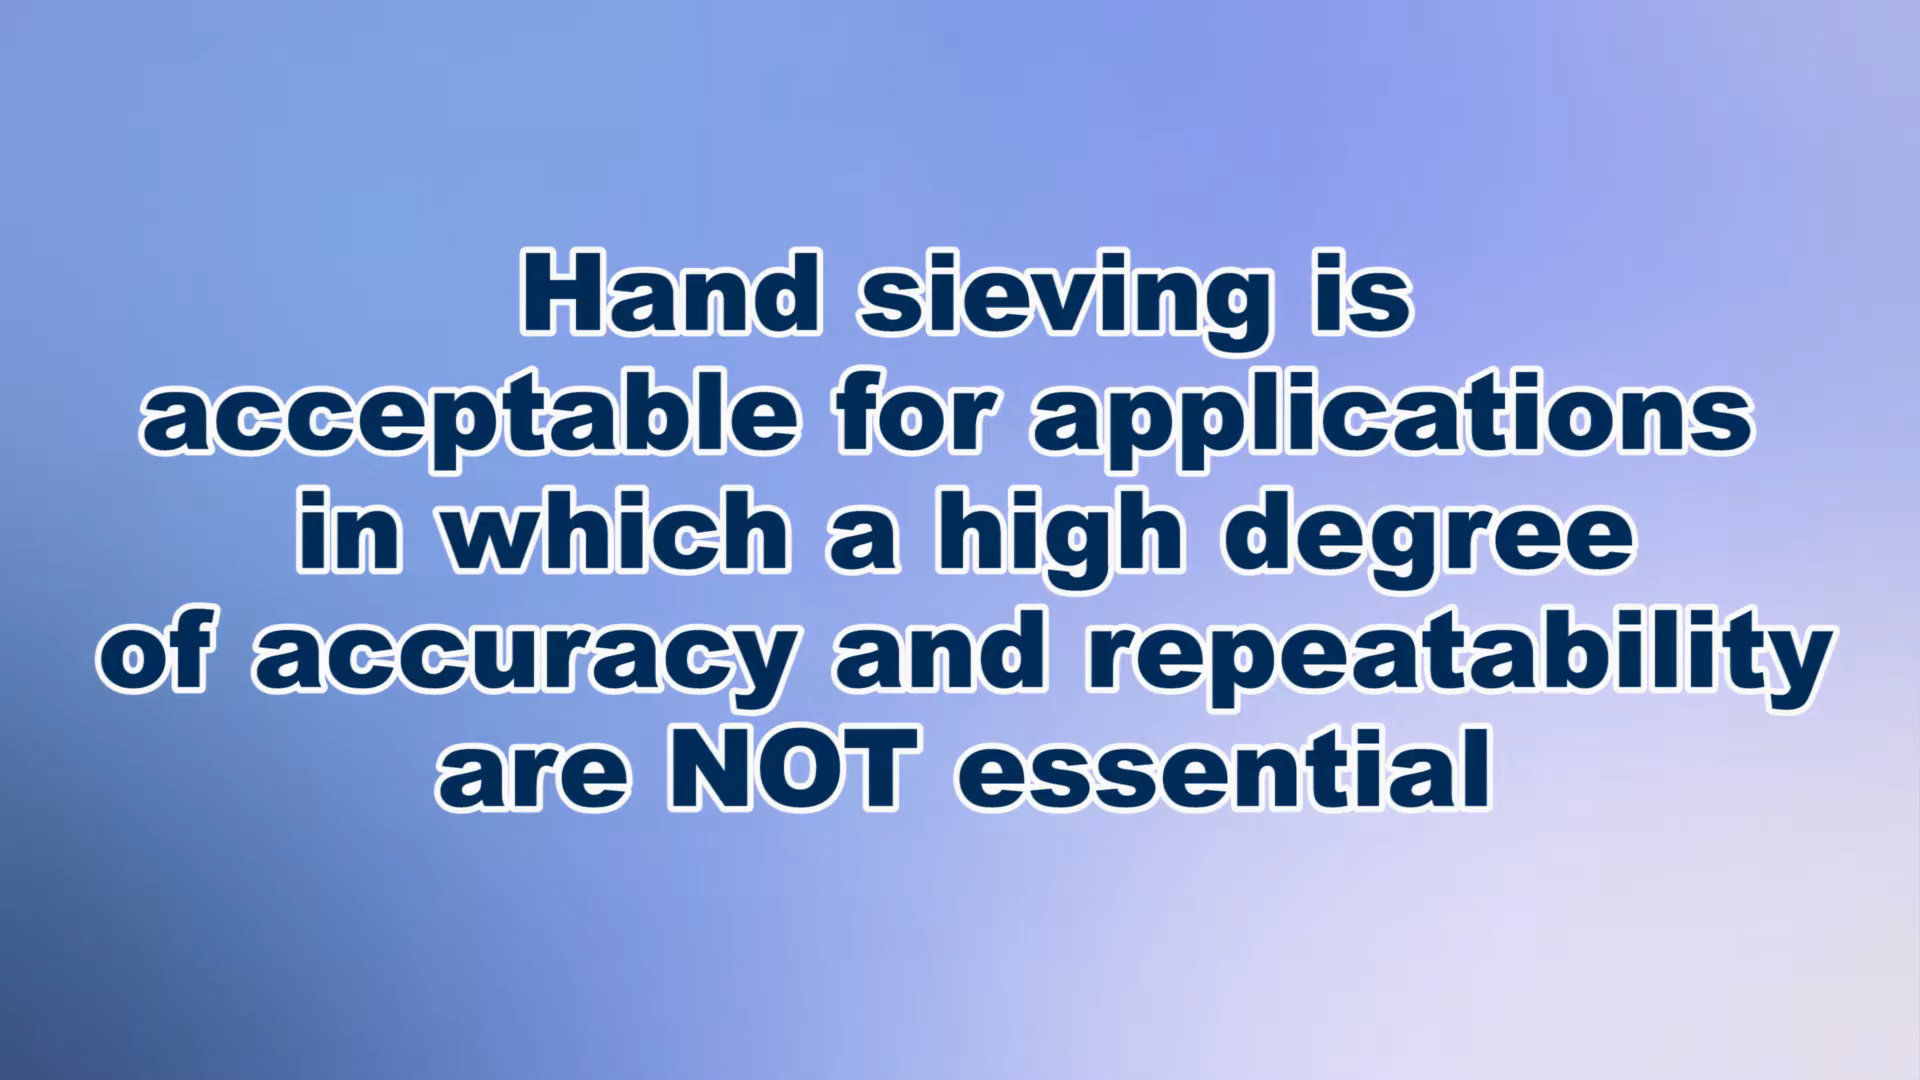 Hand sieving is
acceptable for applications
in which a high degree
of accuracy and repeatability
are NOT essential